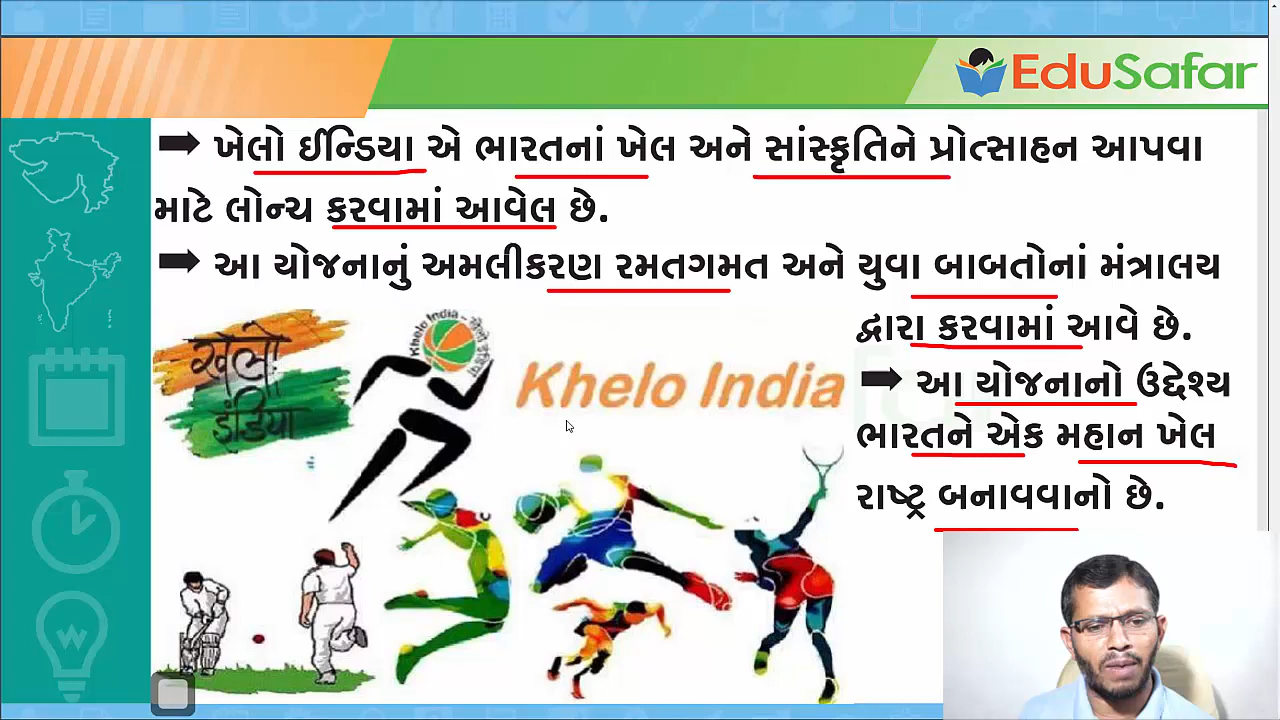 EduSafar
➡ ખેલો ઈન્ડિયા એ ભારતનાં ખેલ અને સાંસ્કૃતિને પ્રોત્સાહન આપવા
માટે લોન્ચ કરવામાં આવેલ છે.
➡ આ યોજનાનું અમલીકરણ રમતગમત અને યુવા બાબતોનાં મંત્રાલય
દ્વારા કરવામાં આવે છે.
➡ આ યોજનાનો ઉદ્દેશ્ય
ભારતને એક મહાન ખેલ
રાષ્ટ્ર બનાવવાનો છે.
खेलो
इंडिया
Khelo India - खेलो इंडिया
Khelo India